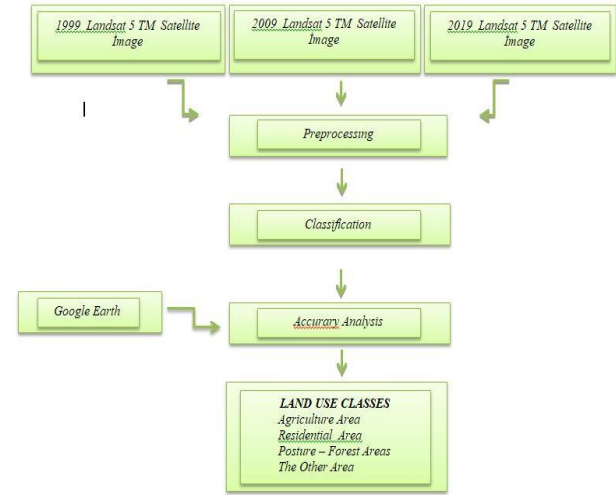 1999 Landsat 5 TM Satellite
Image
2009 Landsat 5 TM Satellite
Image
2019 Landsat 5 TM Satellite
Image
Preprocessing
Classification
Google Earth
Accurary Analysis
LAND USE CLASSES
Agriculture Area
Residential Area
Posture – Forest Areas
The Other Area